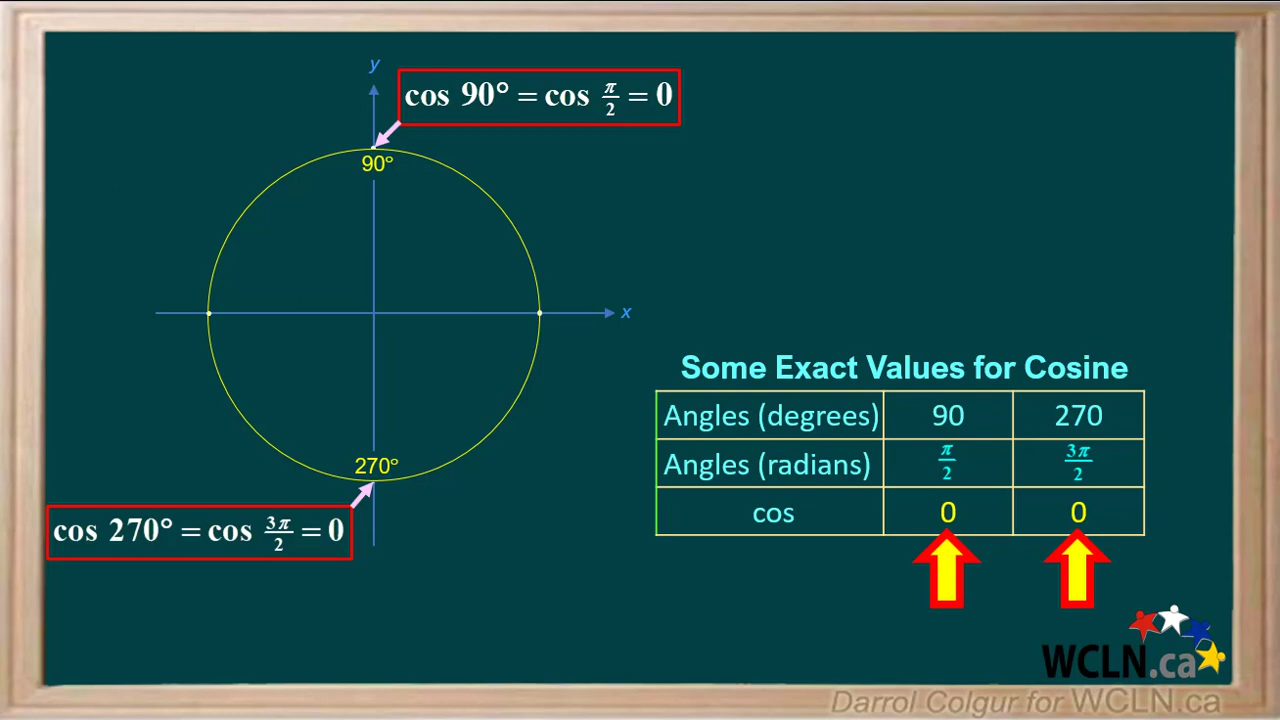 y
cos 90° = cos π/2 = 0
90°
x
270°
cos 270° = cos 3π/2 = 0
Some Exact Values for Cosine
Angles (degrees) 90 270
Angles (radians) π/2 3π/2
cos 0 0
WCLN.ca
Darrol Colgur for WCLN.ca